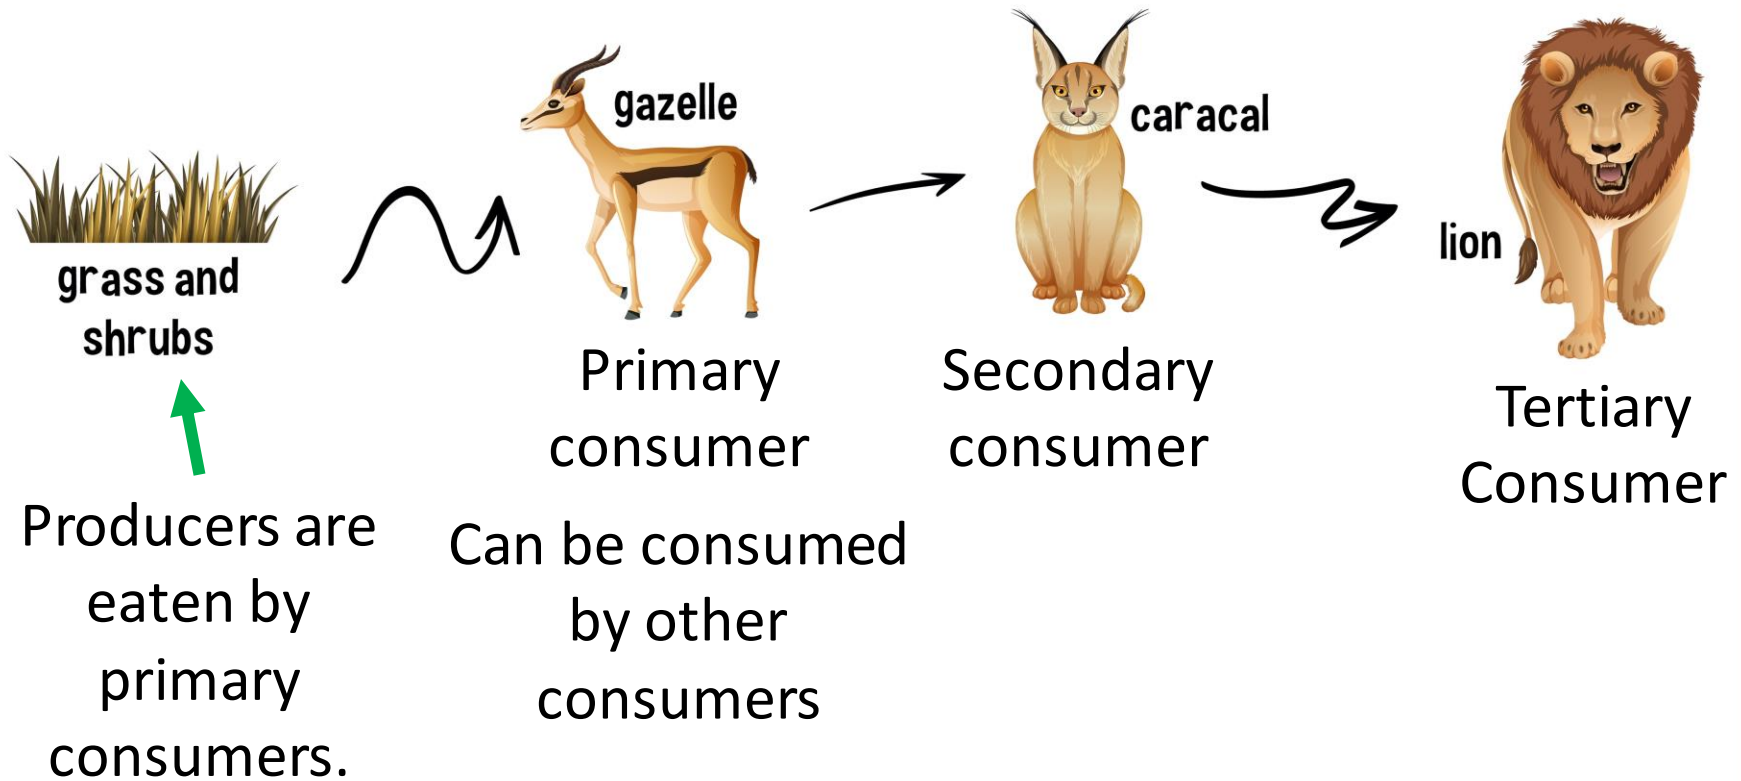 grass and
shrubs
Producers are
eaten by
primary
consumers.
gazelle
Primary
consumer
Can be consumed
by other
consumers
caracal
Secondary
consumer
lion
Tertiary
Consumer